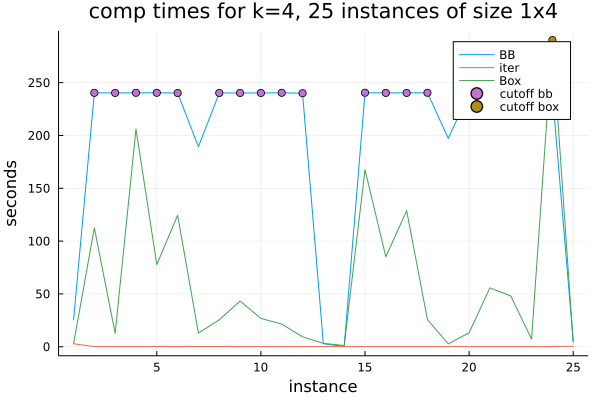 comp times for k=4, 25 instances of size 1x4
BB
iter
Box
cutoff bb
cutoff box
250
200
150
100
50
0
seconds
5
10
15
20
25
instance